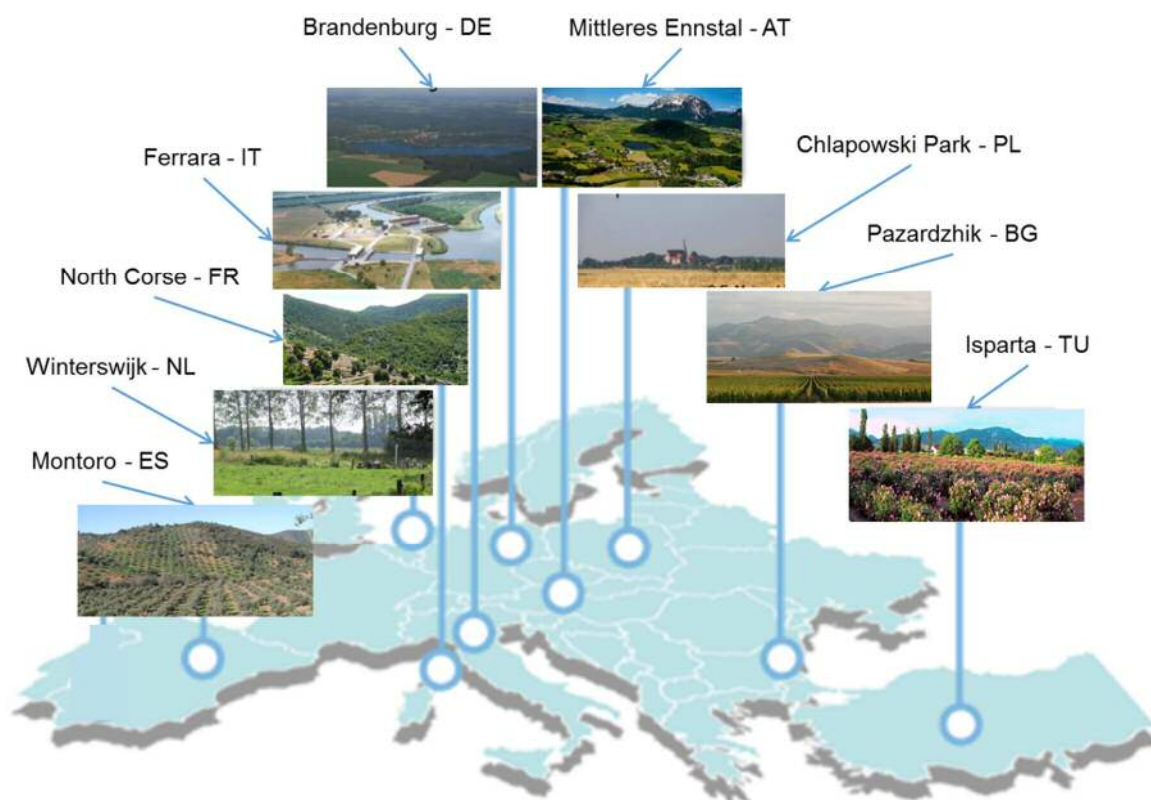 Brandenburg - DE
Mittleres Ennstal - AT
Ferrara - IT
Chlapowski Park - PL
Pazardzhik - BG
North Corse - FR
Isparta - TU
Winterswijk - NL
Montoro - ES